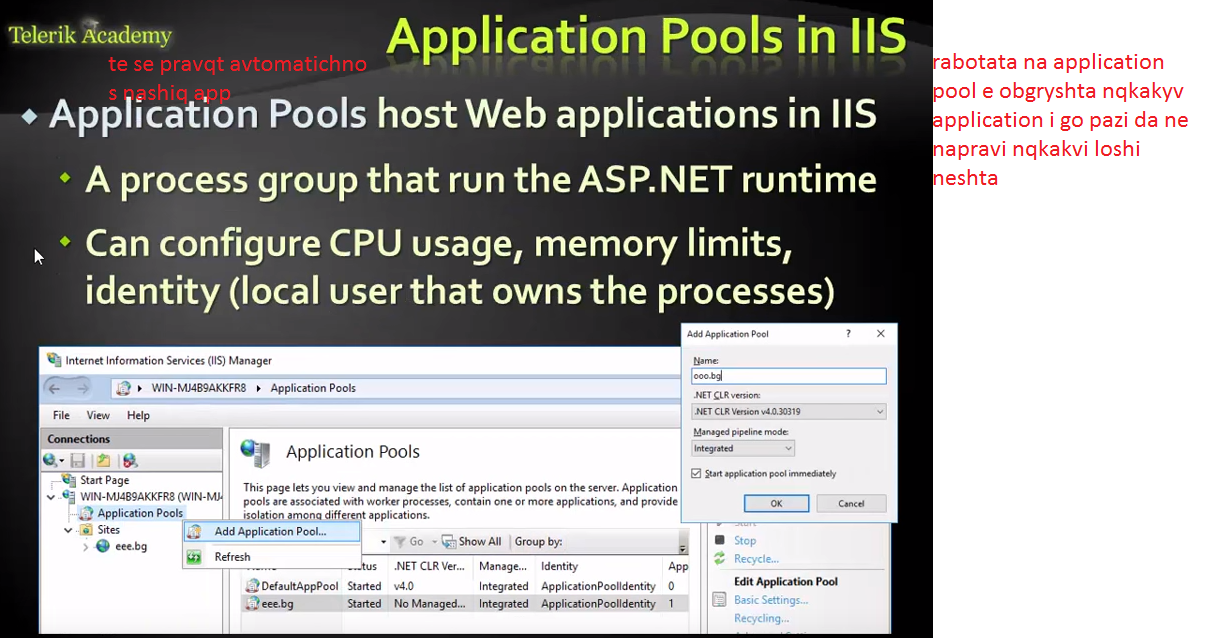 Telerik Academy
Application Pools in IIS
te se pravqt avtomatichno
s nashiq app
rabotata na application
pool e obgryshta nqkakyv
application i go pazi da ne
napravi nqkakvi loshi
neshta
Application Pools host Web applications in IIS
A process group that run the ASP.NET runtime
Can configure CPU usage, memory limits,
identity (local user that owns the processes)
Internet Information Services (IIS) Manager
WIN-MJ4B9AKKFR8 Application Pools
File View Help
Connections
Start Page
WIN-MJ4B9AKKFR8 (WIN-MJ4
Application Pools
Sites
eee.bg
Add Application Pool...
Refresh
Application Pools
This page lets you view and manage the list of application pools on the server. Application
pools are associated with worker processes, contain one or more applications, and provide
isolation among different applications.
Go Show All Group by:
.NET CLR Ver... Manage... Identity App
DefaultAppPool Started v4.0 Integrated ApplicationPoolIdentity 0
eee.bg Started No Managed... Integrated ApplicationPoolIdentity 1
Add Application Pool ?
Name:
ooo.bg
.NET CLR version:
.NET CLR Version v4.0.30319
Managed pipeline mode:
Integrated
Start application pool immediately
OK Cancel
Start
Stop
Recycle...
Edit Application Pool
Basic Settings...
Recycling...